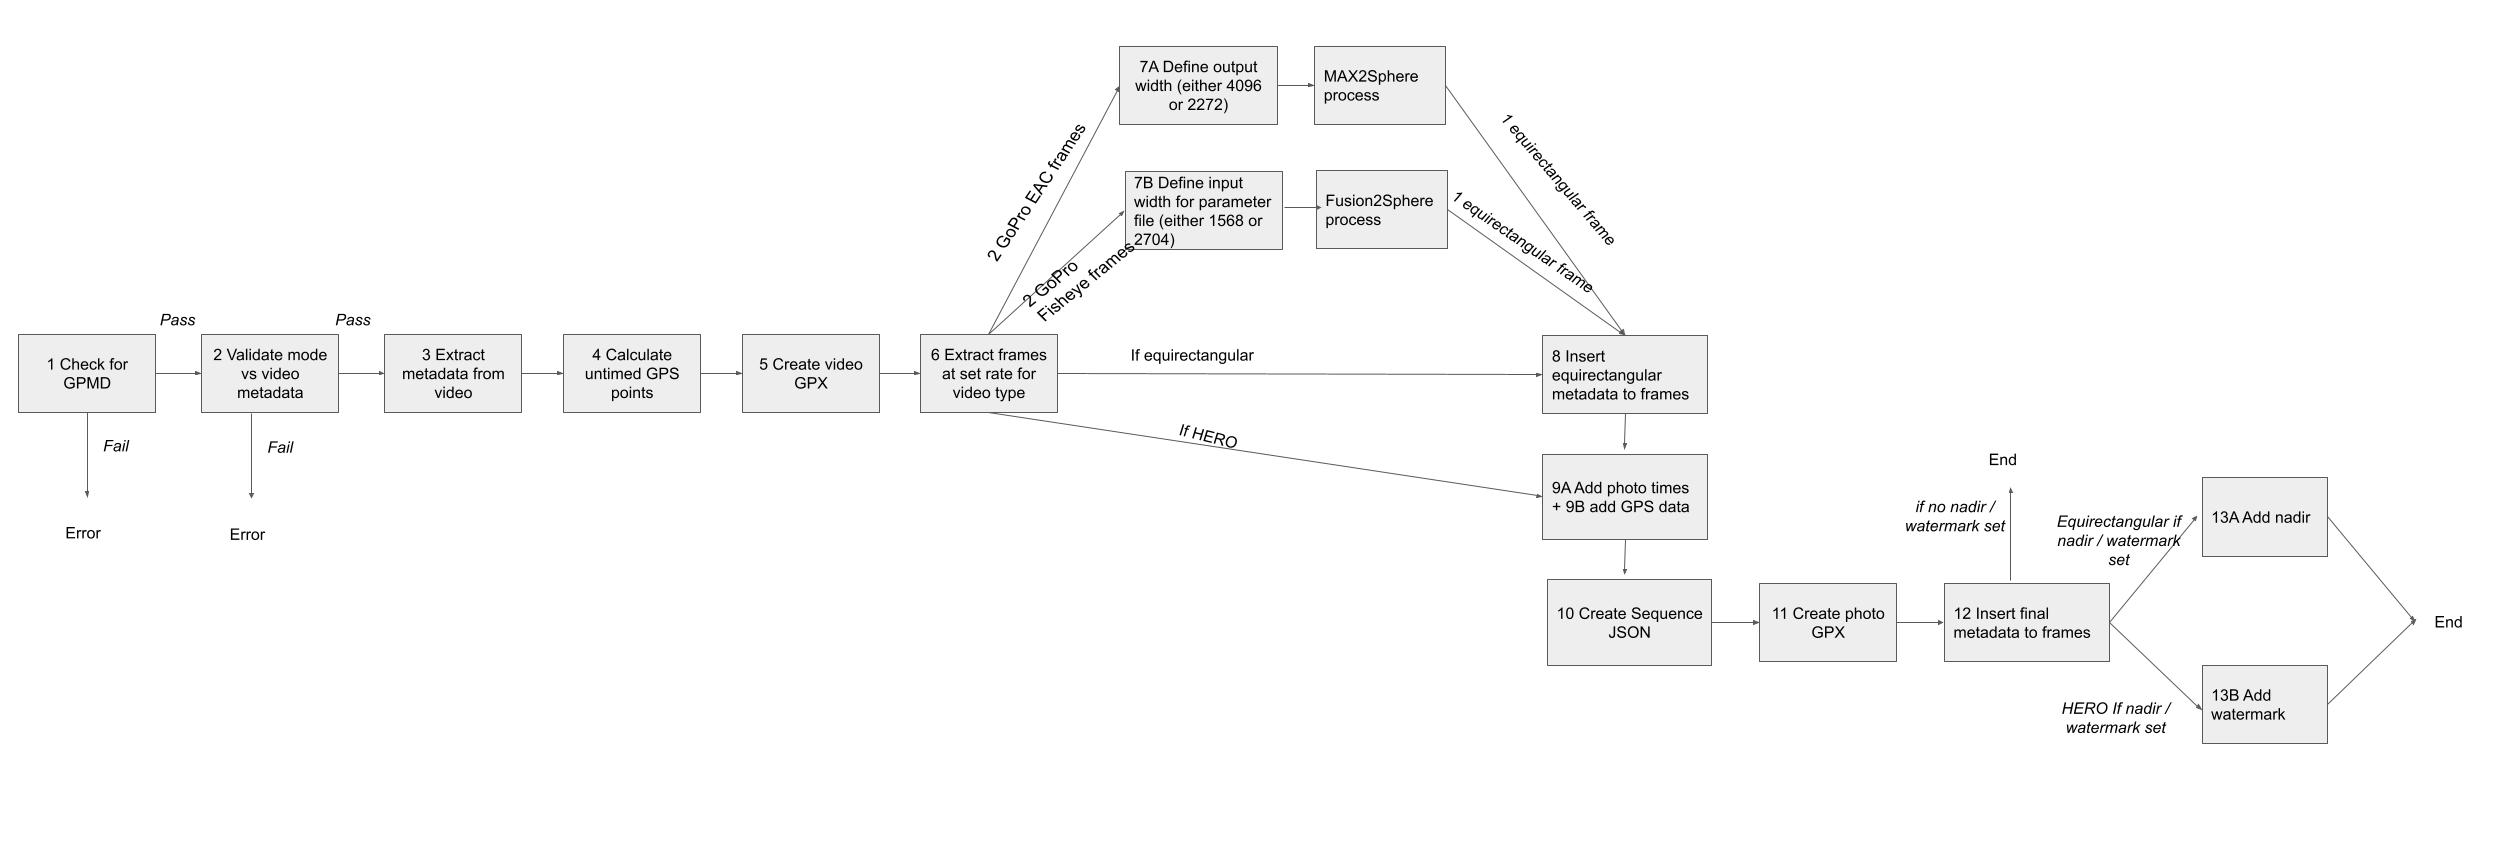 7A Define output
width (either 4096
or 2272)
MAX2Sphere
process
2 GoPro EAC frames
1 equirectangular frame
7B Define input
width for parameter
file (either 1568 or
2704)
Fusion2Sphere
process
2 GoPro
Fisheye frames
1 equirectangular frame
Pass
Pass
1 Check for
GPMD
2 Validate mode
vs video
metadata
3 Extract
metadata from
video
4 Calculate
untimed GPS
points
5 Create video
GPX
6 Extract frames
at set rate for
video type
If equirectangular
8 Insert
equirectangular
metadata to frames
Fail
Fail
If HERO
Error
Error
9A Add photo times
+ 9B add GPS data
End
if no nadir /
watermark set
Equirectangular if
nadir / watermark
set
13A Add nadir
10 Create Sequence
JSON
11 Create photo
GPX
12 Insert final
metadata to frames
End
HERO If nadir /
watermark set
13B Add
watermark